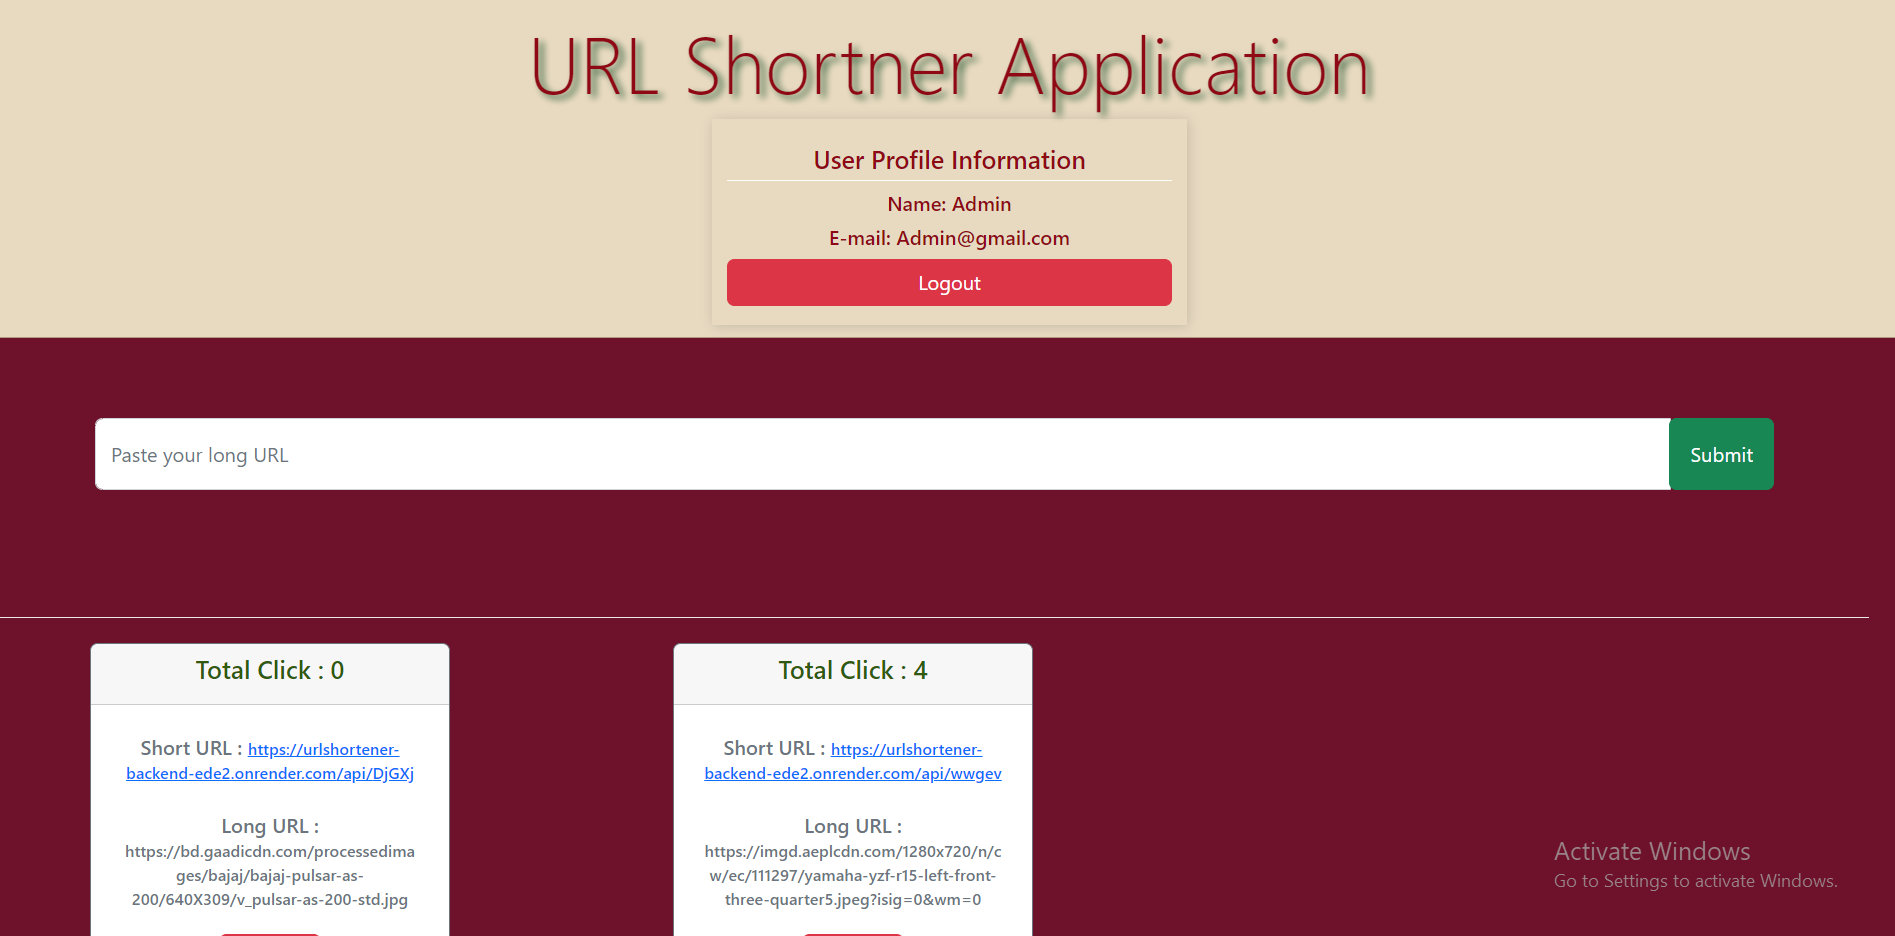 URL Shortner Application
User Profile Information
Name: Admin
E-mail: Admin@gmail.com
Logout
Paste your long URL
Submit
Total Click : 0
Short URL : https://urlshortener-
backend-ede2.onrender.com/api/DjGXj
Long URL :
https://bd.gaadicdn.com/processedima
ges/bajaj/bajaj-pulsar-as-
200/640X309/v_pulsar-as-200-std.jpg
Total Click : 4
Short URL : https://urlshortener-
backend-ede2.onrender.com/api/wwgev
Long URL :
https://imgd.aeplcdn.com/1280x720/n/c
w/ec/111297/yamaha-yzf-r15-left-front-
three-quarter5.jpeg?isig=0&wm=0
Activate Windows
Go to Settings to activate Windows.